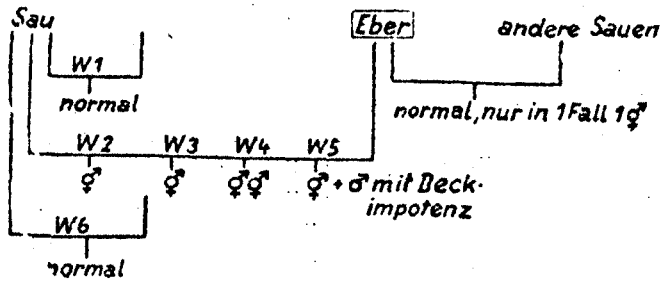 Sau Eber andere Sauen
W1
normal
normal, nur in 1 Fall 1 ⚥
W2 W3 W4 W5
⚥ ⚥ ⚥⚥ ⚥ + ♂ mit Deck-
impotenz
W6
normal